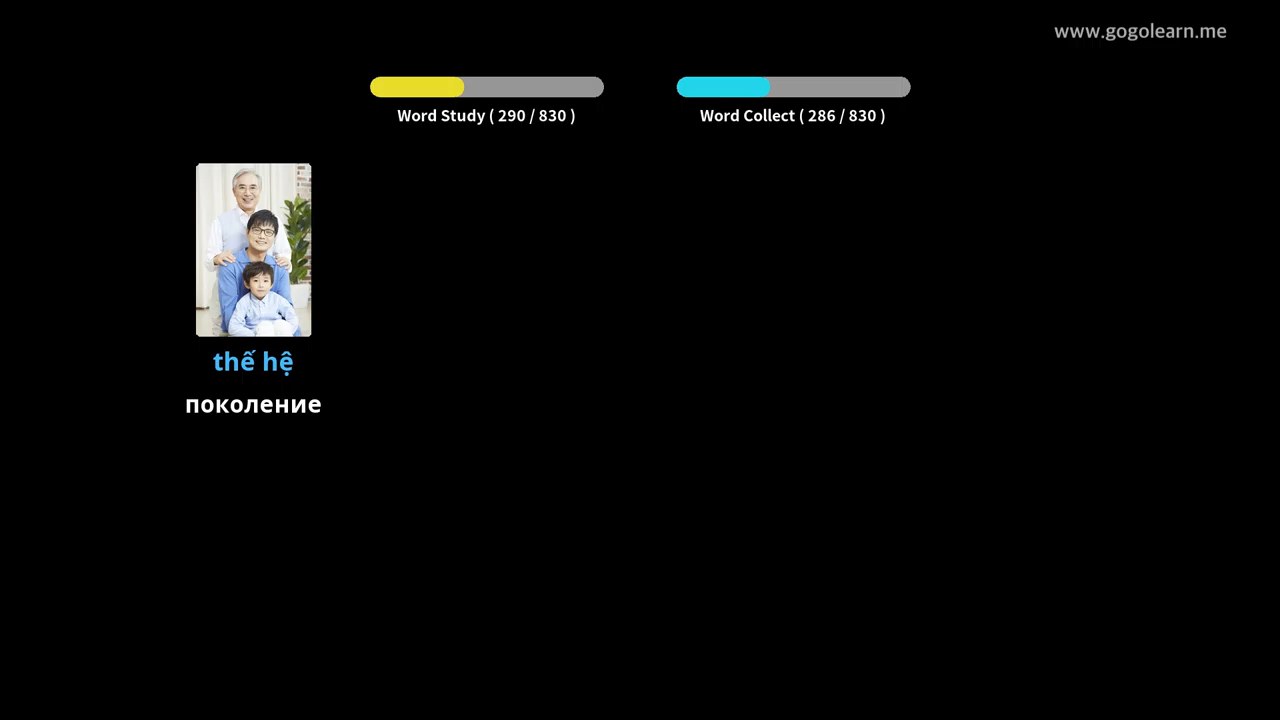 www.gogolearn.me
Word Study ( 290 / 830 )
Word Collect ( 286 / 830 )
thế hệ
поколение